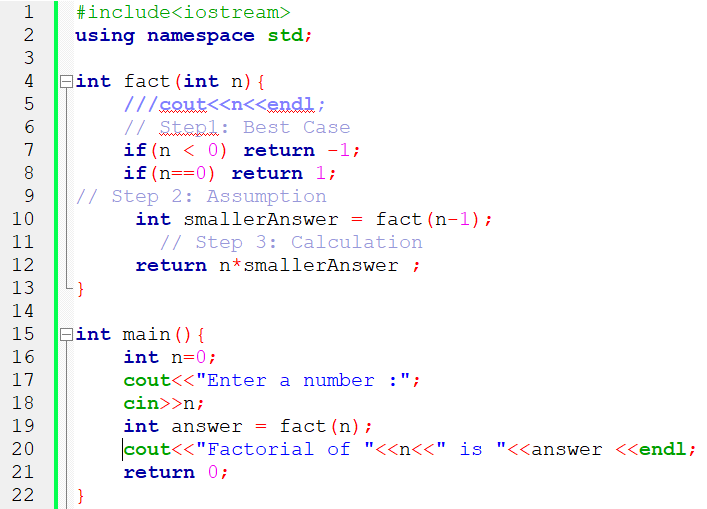 1 #include<iostream>
2 using namespace std;
3
4 int fact(int n){
5 ///cout<<n<<endl;
6 // Step1: Best Case
7 if(n < 0) return -1;
8 if(n==0) return 1;
9 // Step 2: Assumption
10 int smallerAnswer = fact(n-1);
11 // Step 3: Calculation
12 return n*smallerAnswer ;
13 }
14
15 int main(){
16 int n=0;
17 cout<<"Enter a number :";
18 cin>>n;
19 int answer = fact(n);
20 cout<<"Factorial of "<<n<<" is "<<answer <<endl;
21 return 0;
22 }